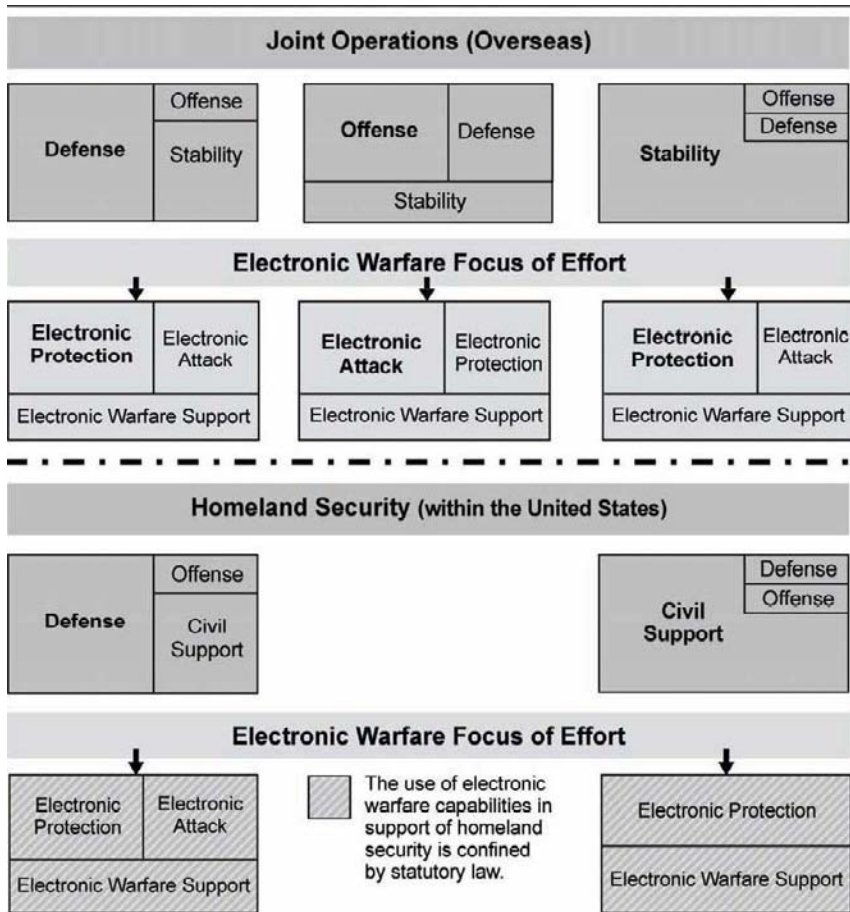 Joint Operations (Overseas)
Defense
Offense
Stability
Offense
Defense
Stability
Stability
Offense
Defense
Electronic Warfare Focus of Effort
Electronic
Protection
Electronic
Attack
Electronic Warfare Support
Electronic
Attack
Electronic
Protection
Electronic Warfare Support
Electronic
Protection
Electronic
Attack
Electronic Warfare Support
Homeland Security (within the United States)
Defense
Offense
Civil
Support
Civil
Support
Defense
Offense
Electronic Warfare Focus of Effort
Electronic
Protection
Electronic
Attack
Electronic Warfare Support
The use of electronic
warfare capabilities in
support of homeland
security is confined
by statutory law.
Electronic Protection
Electronic Warfare Support